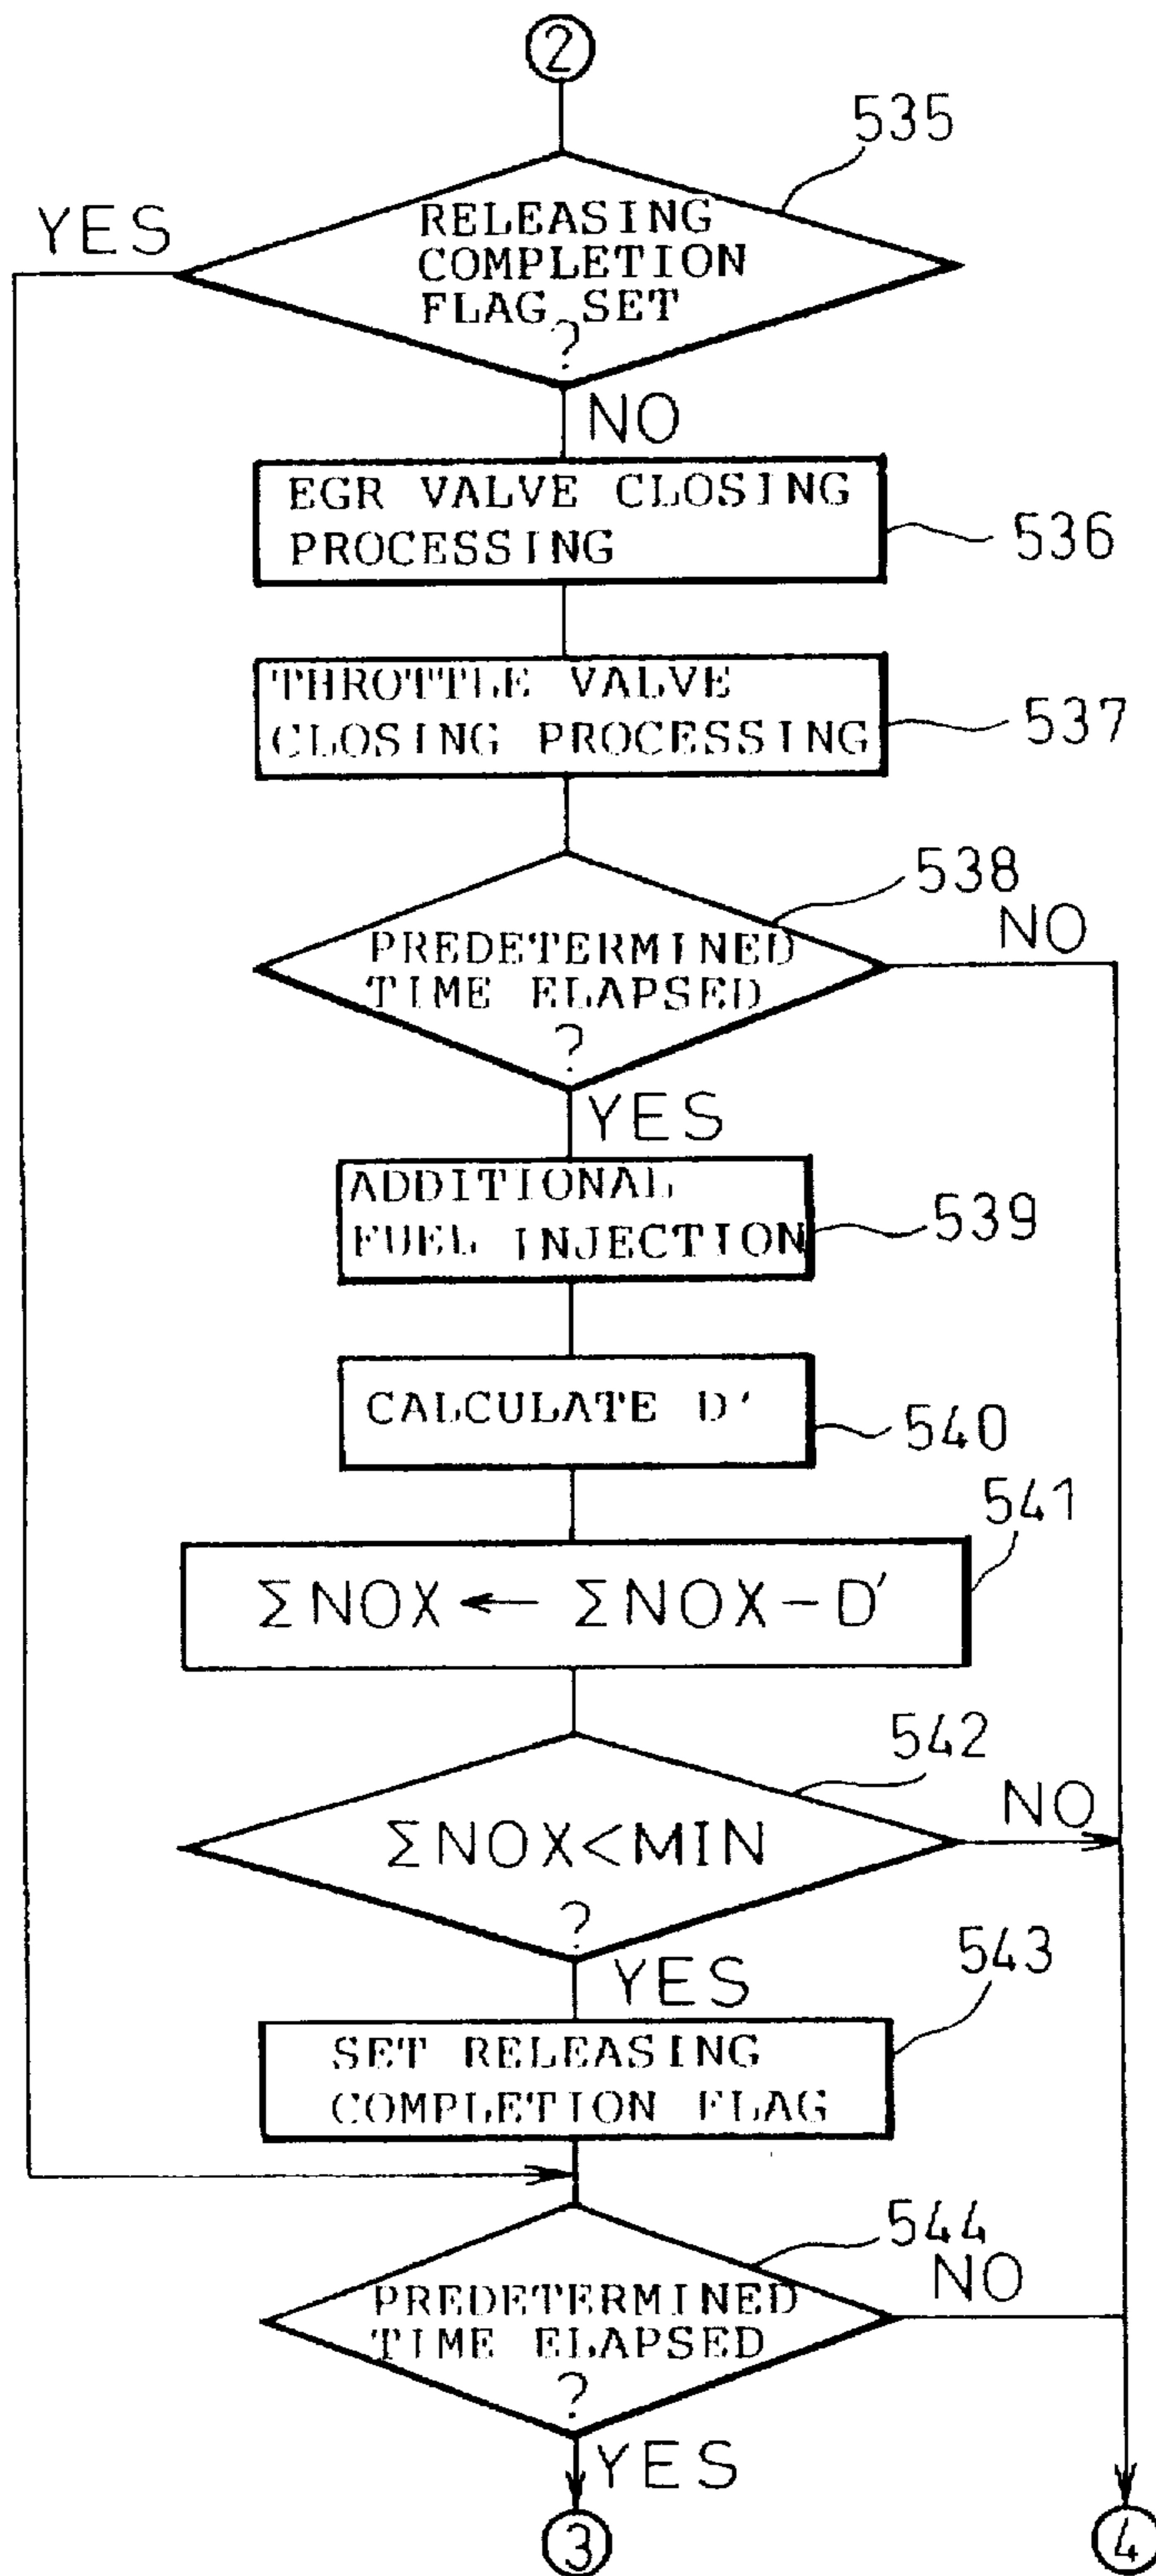 2
535
YES
RELEASING
COMPLETION
FLAG SET
?
NO
EGR VALVE CLOSING
PROCESSING
536
THROTTLE VALVE
CLOSING PROCESSING
537
538
NO
PREDETERMINED
TIME ELAPSED
?
YES
ADDITIONAL
FUEL INJECTION
539
CALCULATE D'
540
541
ΣNOX ← ΣNOX - D'
542
NO
ΣNOX < MIN
?
YES
543
SET RELEASING
COMPLETION FLAG
544
NO
PREDETERMINED
TIME ELAPSED
?
YES
3
4